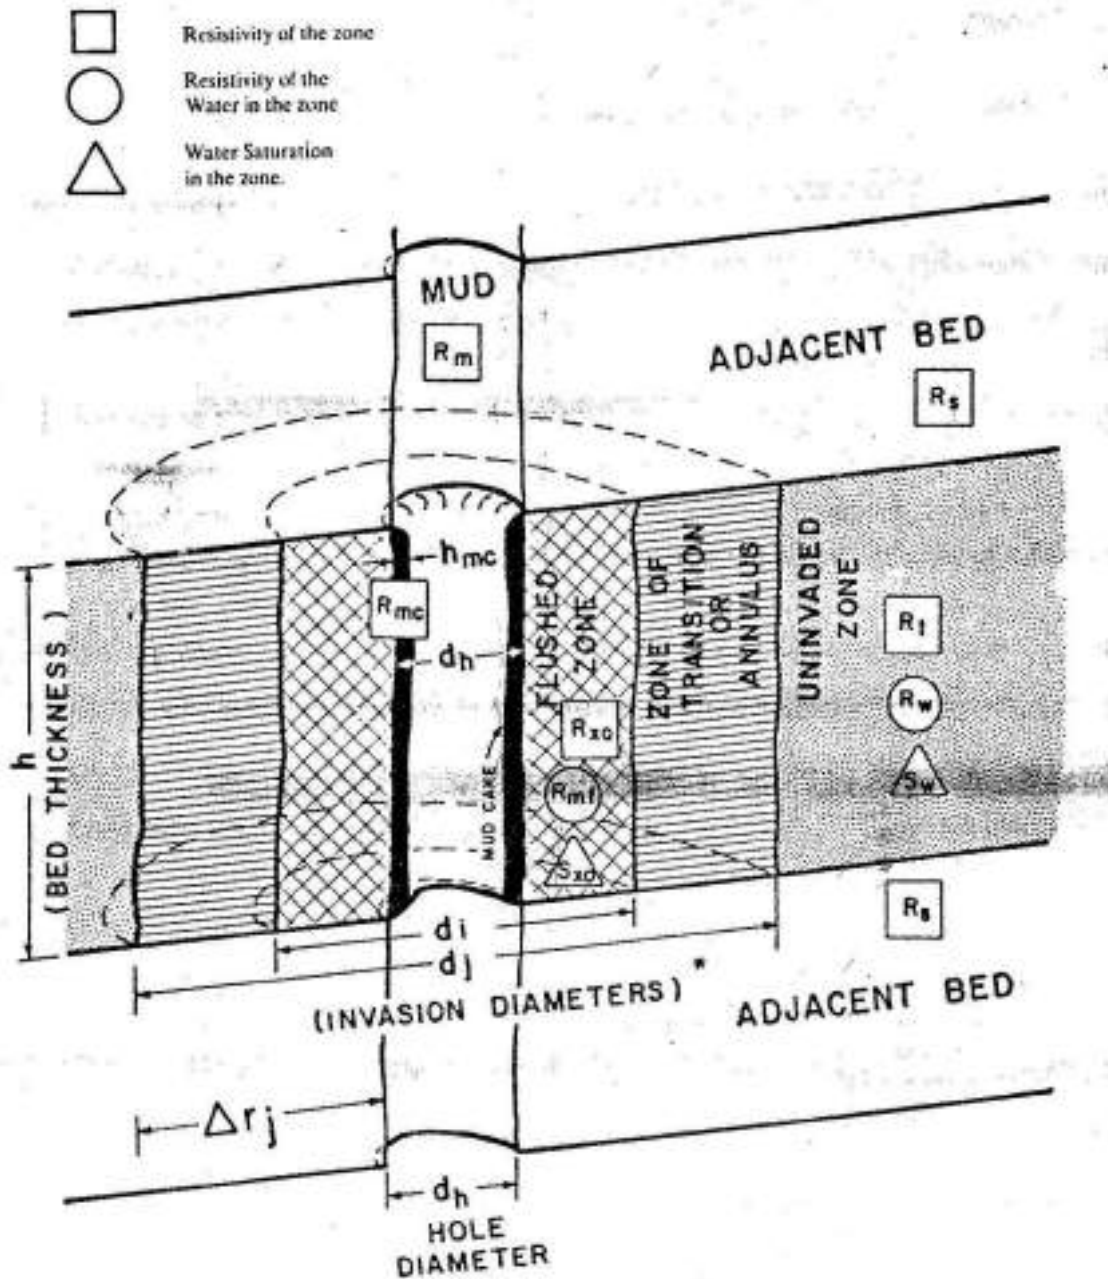 Resistivity of the zone
Resistivity of the
Water in the zone
Water Saturation
in the zone.
MUD
Rm
ADJACENT BED
Rs
hmc
Rmc
dh
FLUSHED
ZONE
ZONE OF
TRANSITION
OR
ANNULUS
UNINVADED
ZONE
Rt
Rw
Sw
Rxo
Rmf
Sxo
MUD CAKE
h
(BED THICKNESS)
Rs
di
dj
(INVASION DIAMETERS) *
ADJACENT BED
Δrj
dh
HOLE
DIAMETER